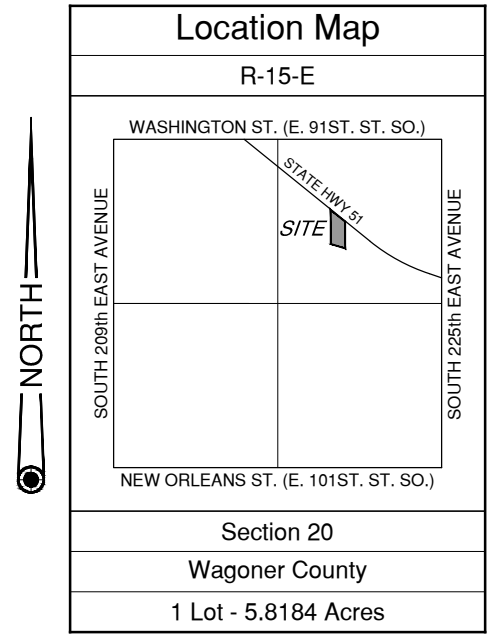 Location Map
R-15-E
WASHINGTON ST. (E. 91ST. ST. SO.)
STATE HWY 51
SITE
SOUTH 209th EAST AVENUE
SOUTH 225th EAST AVENUE
NORTH
NEW ORLEANS ST. (E. 101ST. ST. SO.)
Section 20
Wagoner County
1 Lot - 5.8184 Acres